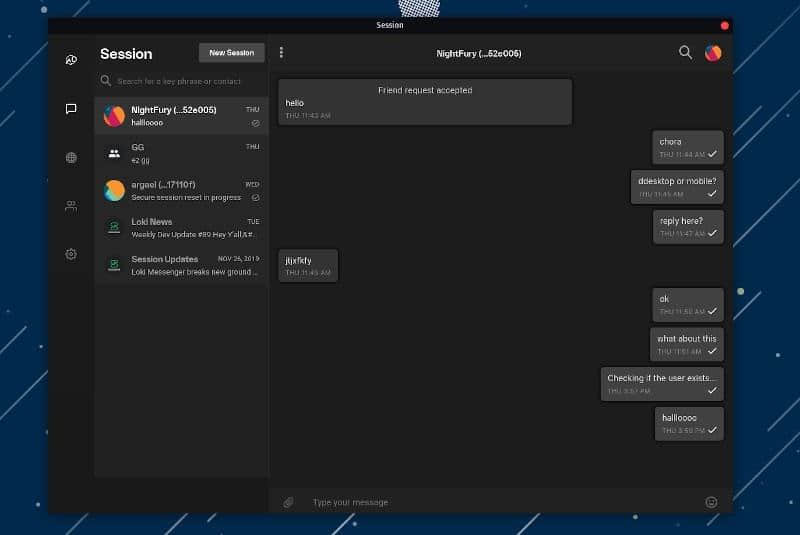 Session
Session
New Session
Search for a key phrase or contact
NightFury (...52e005)
THU
hallloooo
GG
THU
ez gg
argael (...17110f)
WED
Secure session reset in progress
Loki News
TUE
Weekly Dev Update #89 Hey Y'all,&#..
Session Updates
NOV 26, 2019
Loki Messenger breaks new ground ...
NightFury (...52e005)
Friend request accepted
hello
THU 11:43 AM
chora
THU 11:44 AM
ddesktop or mobile?
THU 11:45 AM
reply here?
THU 11:47 AM
jtjxfkfy
THU 11:45 AM
ok
THU 11:50 AM
what about this
THU 11:51 AM
Checking if the user exists...
THU 3:57 PM
hallloooo
THU 3:58 PM
Type your message